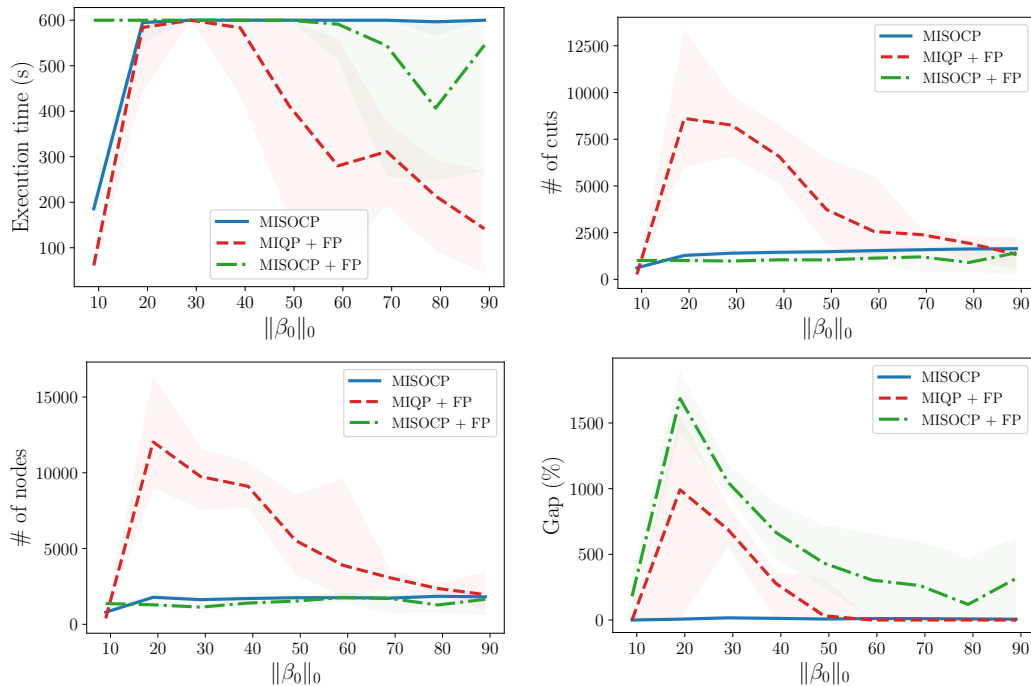 Execution time (s)
600
500
400
300
200
100
MISOCP
MIQP + FP
MISOCP + FP
10 20 30 40 50 60 70 80 90
‖β₀‖₀
# of cuts
12500
10000
7500
5000
2500
0
MISOCP
MIQP + FP
MISOCP + FP
10 20 30 40 50 60 70 80 90
‖β₀‖₀
# of nodes
15000
10000
5000
0
MISOCP
MIQP + FP
MISOCP + FP
10 20 30 40 50 60 70 80 90
‖β₀‖₀
Gap (%)
1500
1000
500
0
MISOCP
MIQP + FP
MISOCP + FP
10 20 30 40 50 60 70 80 90
‖β₀‖₀